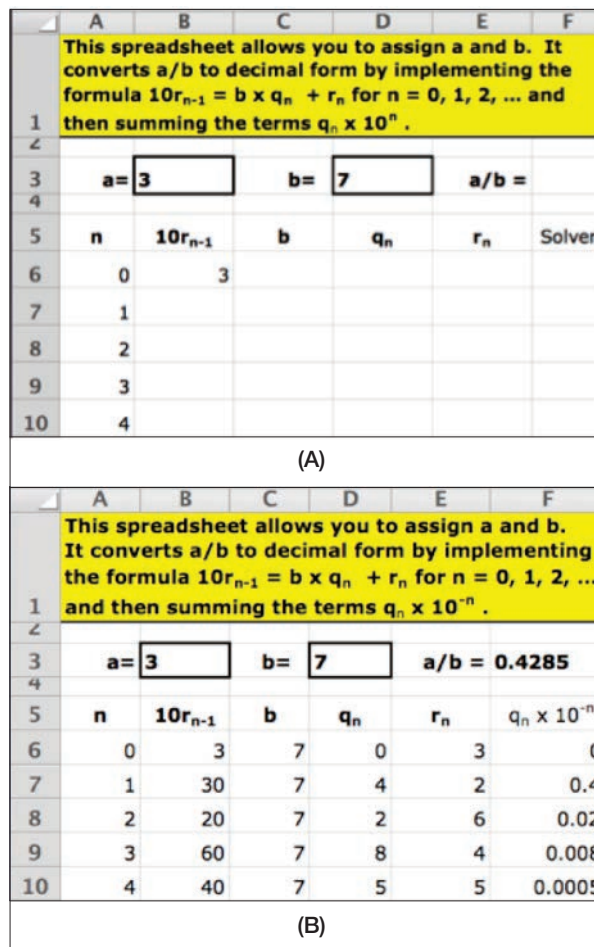 A B C D E F
This spreadsheet allows you to assign a and b. It
converts a/b to decimal form by implementing the
formula 10rn-1 = b x qn + rn for n = 0, 1, 2, ... and
1 then summing the terms qn x 10^n .
2
3 a= 3 b= 7 a/b =
4
5 n 10rn-1 b qn rn Solver
6 0 3
7 1
8 2
9 3
10 4
(A)
A B C D E F
This spreadsheet allows you to assign a and b.
It converts a/b to decimal form by implementing
the formula 10rn-1 = b x qn + rn for n = 0, 1, 2, ...
1 and then summing the terms qn x 10^-n .
2
3 a= 3 b= 7 a/b = 0.4285
4
5 n 10rn-1 b qn rn qn x 10^-n
6 0 3 7 0 3 0
7 1 30 7 4 2 0.4
8 2 20 7 2 6 0.02
9 3 60 7 8 4 0.008
10 4 40 7 5 5 0.0005
(B)